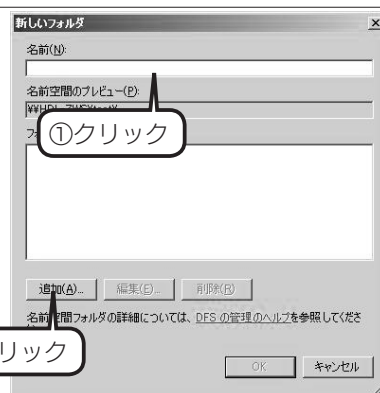 新しいフォルダ
名前(N):
名前空間のプレビュー(P):
①クリック
追加(A)...
編集(E)...
削除(R)
名前空間フォルダの詳細については、DFS の管理のヘルプを参照してくださ
リック
OK
キャンセル